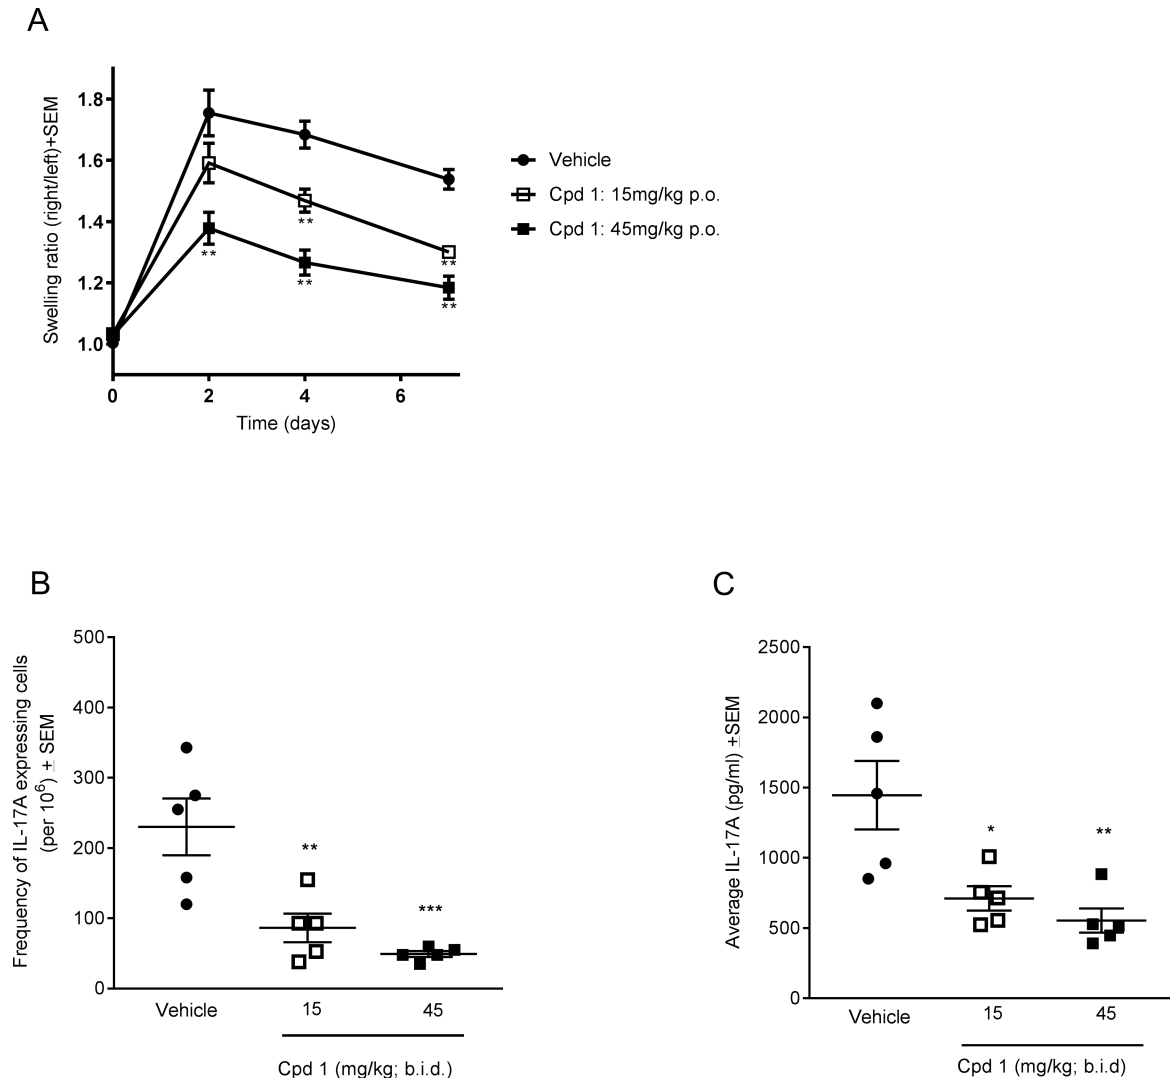 A
Swelling ratio (right/left)+SEM
1.8
1.6
1.4
1.2
1.0
0 2 4 6
Time (days)
** ** **
** **
Vehicle
Cpd 1: 15mg/kg p.o.
Cpd 1: 45mg/kg p.o.
B
Frequency of IL-17A expressing cells
(per 10⁶) ± SEM
500
400
300
200
100
0
**
***
Vehicle 15 45
Cpd 1 (mg/kg; b.i.d.)
C
Average IL-17A (pg/ml) ±SEM
2500
2000
1500
1000
500
0
*
**
Vehicle 15 45
Cpd 1 (mg/kg; b.i.d)